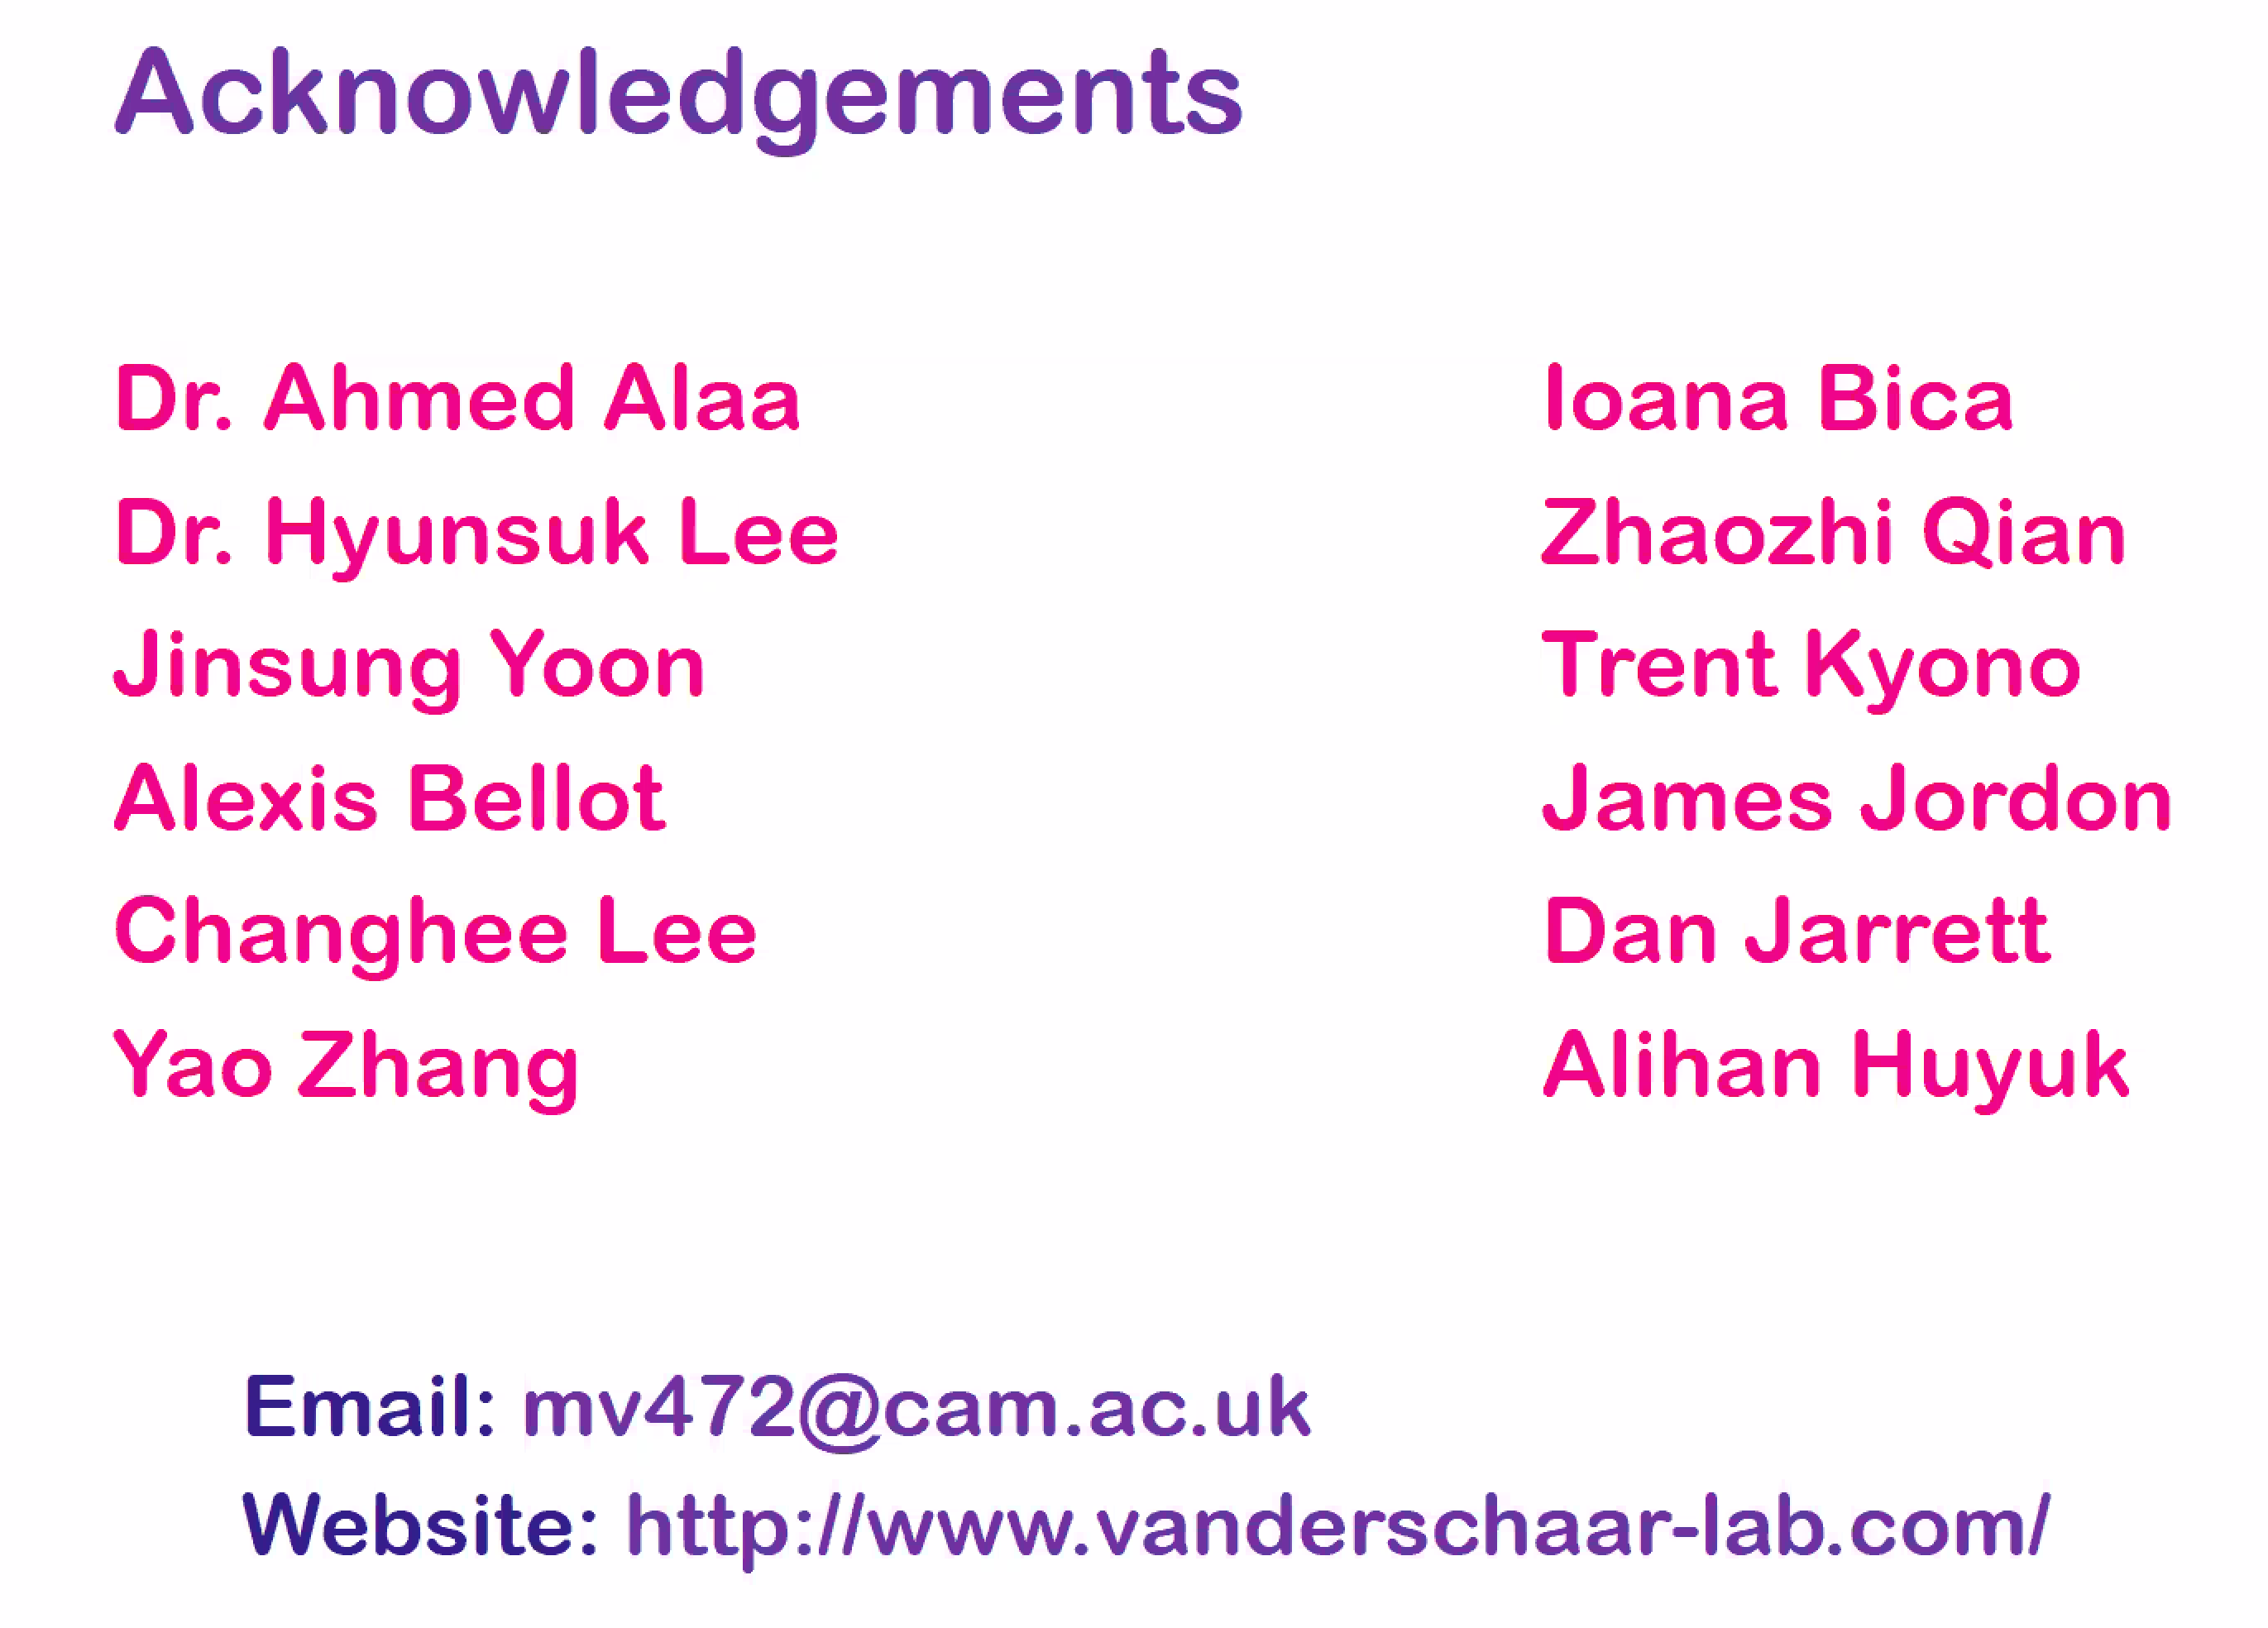 Acknowledgements
Dr. Ahmed Alaa
Dr. Hyunsuk Lee
Jinsung Yoon
Alexis Bellot
Changhee Lee
Yao Zhang
Ioana Bica
Zhaozhi Qian
Trent Kyono
James Jordon
Dan Jarrett
Alihan Huyuk
Email: mv472@cam.ac.uk
Website: http://www.vanderschaar-lab.com/